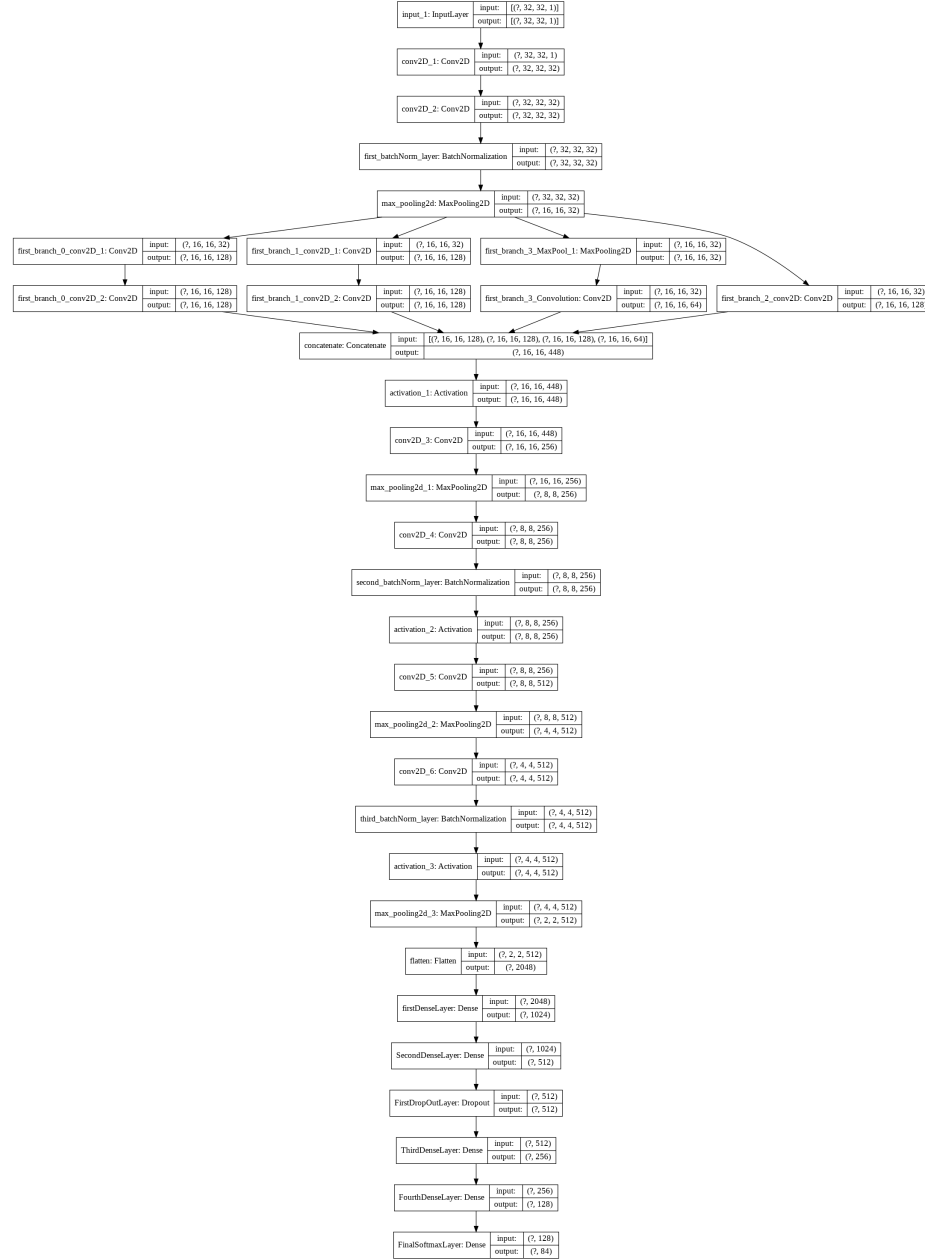 input_1: InputLayer
input: [(?, 32, 32, 1)]
output: [(?, 32, 32, 1)]
conv2D_1: Conv2D
input: (?, 32, 32, 1)
output: (?, 32, 32, 32)
conv2D_2: Conv2D
input: (?, 32, 32, 32)
output: (?, 32, 32, 32)
first_batchNorm_layer: BatchNormalization
input: (?, 32, 32, 32)
output: (?, 32, 32, 32)
max_pooling2d: MaxPooling2D
input: (?, 32, 32, 32)
output: (?, 16, 16, 32)
first_branch_0_conv2D_1: Conv2D
input: (?, 16, 16, 32)
output: (?, 16, 16, 128)
first_branch_1_conv2D_1: Conv2D
input: (?, 16, 16, 32)
output: (?, 16, 16, 128)
first_branch_3_MaxPool_1: MaxPooling2D
input: (?, 16, 16, 32)
output: (?, 16, 16, 32)
first_branch_0_conv2D_2: Conv2D
input: (?, 16, 16, 128)
output: (?, 16, 16, 128)
first_branch_1_conv2D_2: Conv2D
input: (?, 16, 16, 128)
output: (?, 16, 16, 128)
first_branch_3_Convolution: Conv2D
input: (?, 16, 16, 32)
output: (?, 16, 16, 64)
first_branch_2_conv2D: Conv2D
input: (?, 16, 16, 32)
output: (?, 16, 16, 128
concatenate: Concatenate
input: [(?, 16, 16, 128), (?, 16, 16, 128), (?, 16, 16, 128), (?, 16, 16, 64)]
output: (?, 16, 16, 448)
activation_1: Activation
input: (?, 16, 16, 448)
output: (?, 16, 16, 448)
conv2D_3: Conv2D
input: (?, 16, 16, 448)
output: (?, 16, 16, 256)
max_pooling2d_1: MaxPooling2D
input: (?, 16, 16, 256)
output: (?, 8, 8, 256)
conv2D_4: Conv2D
input: (?, 8, 8, 256)
output: (?, 8, 8, 256)
second_batchNorm_layer: BatchNormalization
input: (?, 8, 8, 256)
output: (?, 8, 8, 256)
activation_2: Activation
input: (?, 8, 8, 256)
output: (?, 8, 8, 256)
conv2D_5: Conv2D
input: (?, 8, 8, 256)
output: (?, 8, 8, 512)
max_pooling2d_2: MaxPooling2D
input: (?, 8, 8, 512)
output: (?, 4, 4, 512)
conv2D_6: Conv2D
input: (?, 4, 4, 512)
output: (?, 4, 4, 512)
third_batchNorm_layer: BatchNormalization
input: (?, 4, 4, 512)
output: (?, 4, 4, 512)
activation_3: Activation
input: (?, 4, 4, 512)
output: (?, 4, 4, 512)
max_pooling2d_3: MaxPooling2D
input: (?, 4, 4, 512)
output: (?, 2, 2, 512)
flatten: Flatten
input: (?, 2, 2, 512)
output: (?, 2048)
firstDenseLayer: Dense
input: (?, 2048)
output: (?, 1024)
SecondDenseLayer: Dense
input: (?, 1024)
output: (?, 512)
FirstDropOutLayer: Dropout
input: (?, 512)
output: (?, 512)
ThirdDenseLayer: Dense
input: (?, 512)
output: (?, 256)
FourthDenseLayer: Dense
input: (?, 256)
output: (?, 128)
FinalSoftmaxLayer: Dense
input: (?, 128)
output: (?, 84)